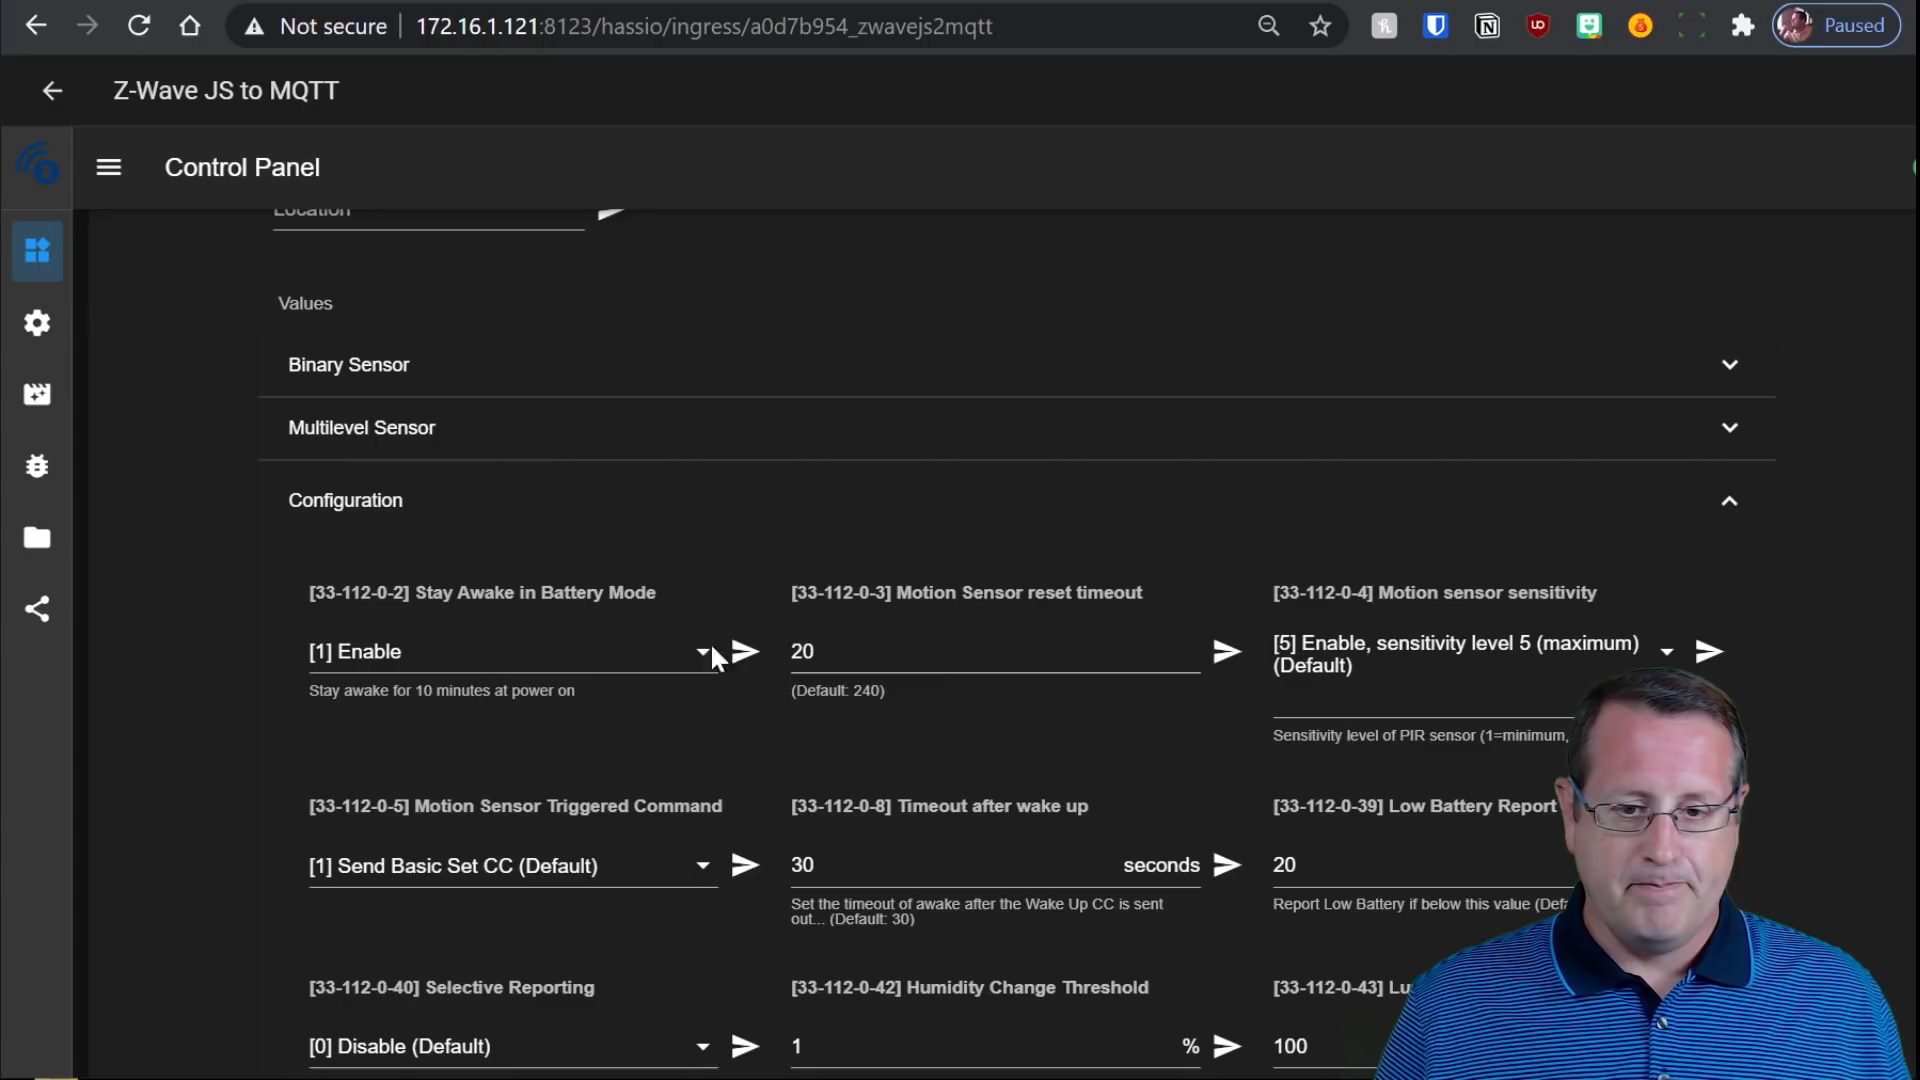 Not secure
172.16.1.121:8123/hassio/ingress/a0d7b954_zwavejs2mqtt
Paused
Z-Wave JS to MQTT
Control Panel
Location
Values
Binary Sensor
Multilevel Sensor
Configuration
[33-112-0-2] Stay Awake in Battery Mode
[33-112-0-3] Motion Sensor reset timeout
[33-112-0-4] Motion sensor sensitivity
[1] Enable
20
[5] Enable, sensitivity level 5 (maximum)
(Default)
Stay awake for 10 minutes at power on
(Default: 240)
Sensitivity level of PIR sensor (1=minimum,
[33-112-0-5] Motion Sensor Triggered Command
[33-112-0-8] Timeout after wake up
[33-112-0-39] Low Battery Report
[1] Send Basic Set CC (Default)
30 seconds
20
Set the timeout of awake after the Wake Up CC is sent
out... (Default: 30)
Report Low Battery if below this value
[33-112-0-40] Selective Reporting
[33-112-0-42] Humidity Change Threshold
[33-112-0-43]
[0] Disable (Default)
1 %
100